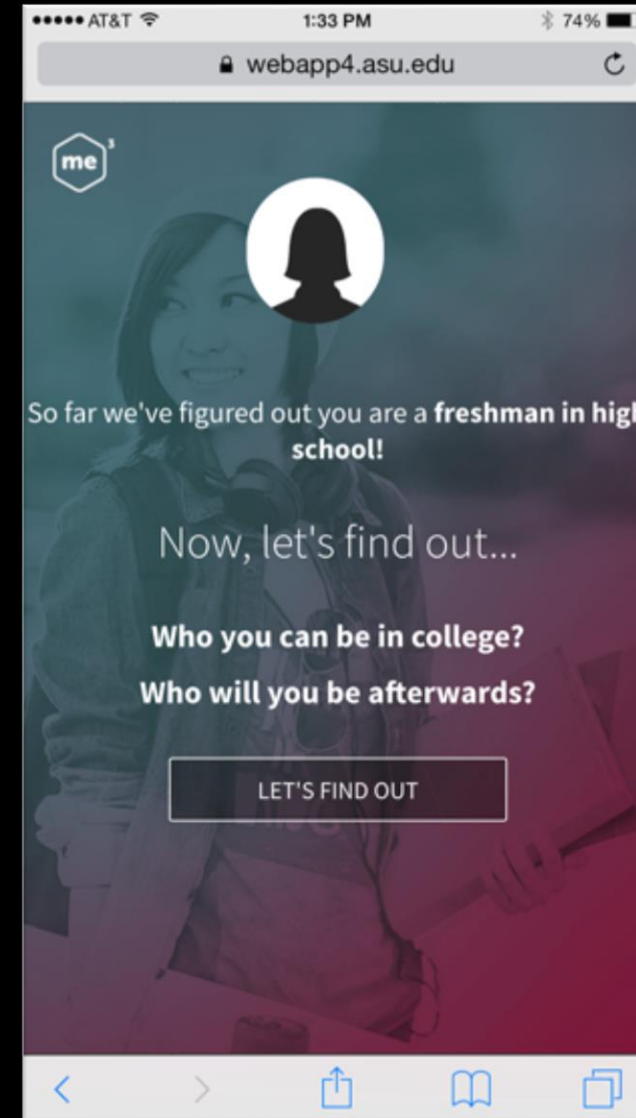 AT&T 1:33 PM 74%
webapp4.asu.edu
me3
So far we've figured out you are a freshman in high
school!
Now, let's find out...
Who you can be in college?
Who will you be afterwards?
LET'S FIND OUT